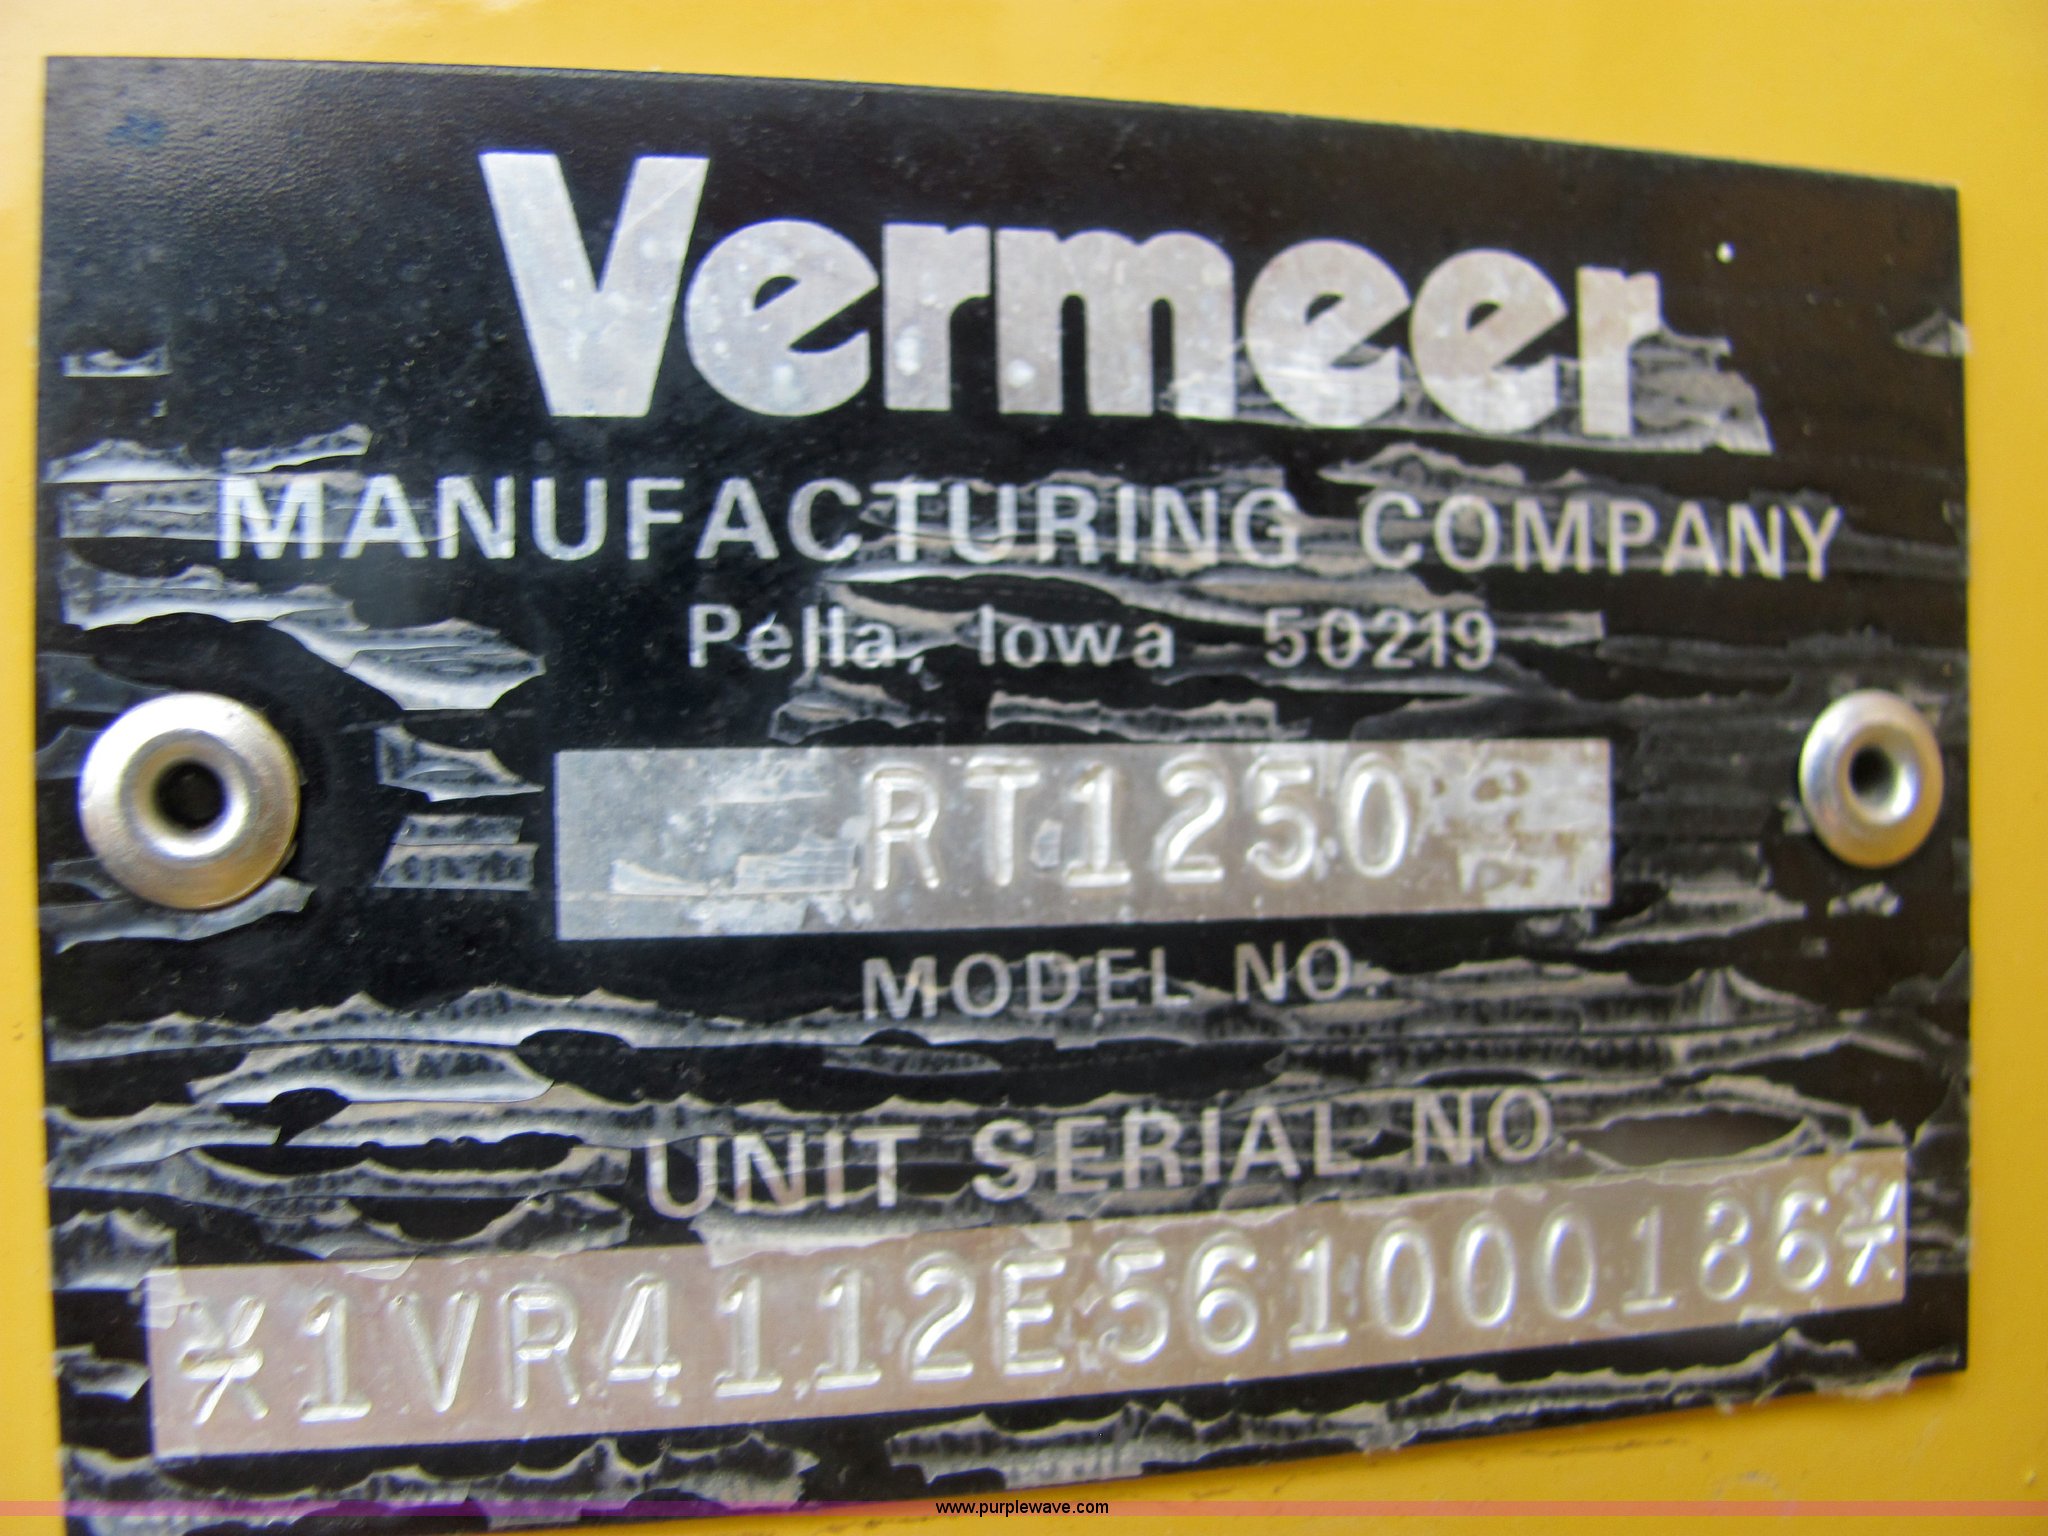 Vermeer
MANUFACTURING COMPANY
Pella, Iowa 50219
RT1250
MODEL NO.
UNIT SERIAL NO
*1VR4112E561000186*
www.purplewave.com